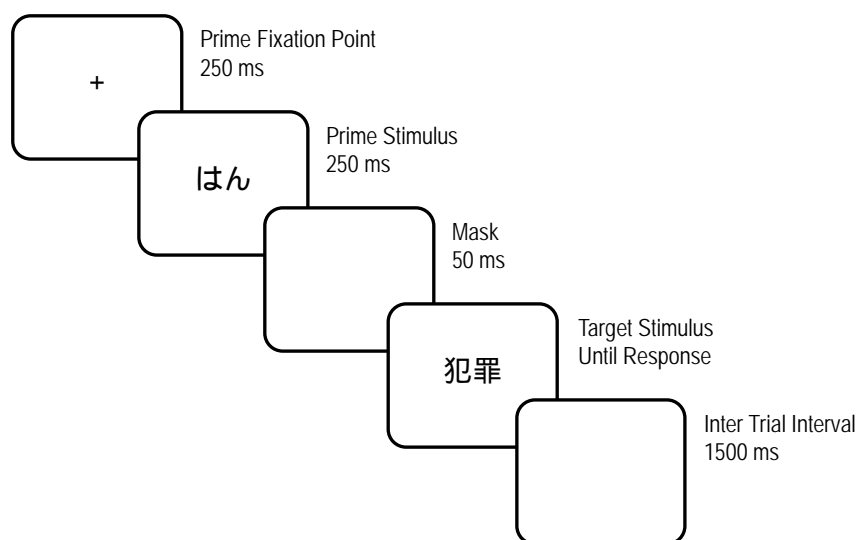 +
Prime Fixation Point
250 ms
はん
Prime Stimulus
250 ms
Mask
50 ms
犯罪
Target Stimulus
Until Response
Inter Trial Interval
1500 ms